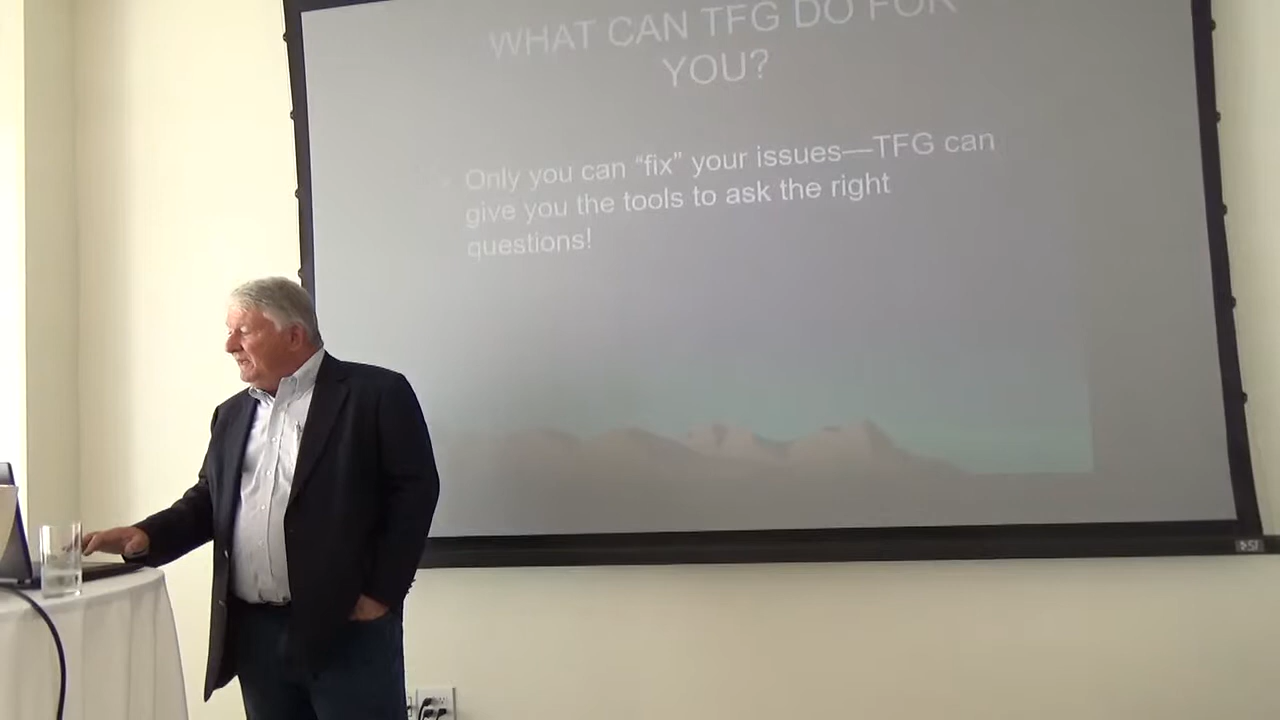 WHAT CAN TFG DO FOR
YOU?
Only you can “fix” your issues—TFG can
give you the tools to ask the right
questions!